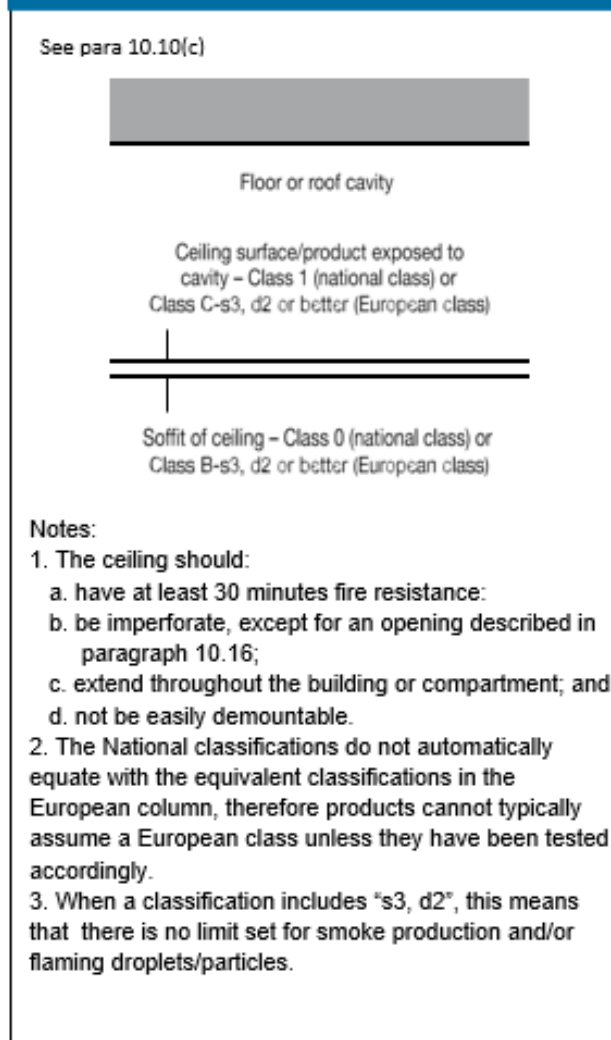 See para 10.10(c)
Floor or roof cavity
Ceiling surface/product exposed to
cavity – Class 1 (national class) or
Class C-s3, d2 or better (European class)
Soffit of ceiling – Class 0 (national class) or
Class B-s3, d2 or better (European class)
Notes:
1. The ceiling should:
a. have at least 30 minutes fire resistance:
b. be imperforate, except for an opening described in
paragraph 10.16;
c. extend throughout the building or compartment; and
d. not be easily demountable.
2. The National classifications do not automatically
equate with the equivalent classifications in the
European column, therefore products cannot typically
assume a European class unless they have been tested
accordingly.
3. When a classification includes “s3, d2”, this means
that there is no limit set for smoke production and/or
flaming droplets/particles.